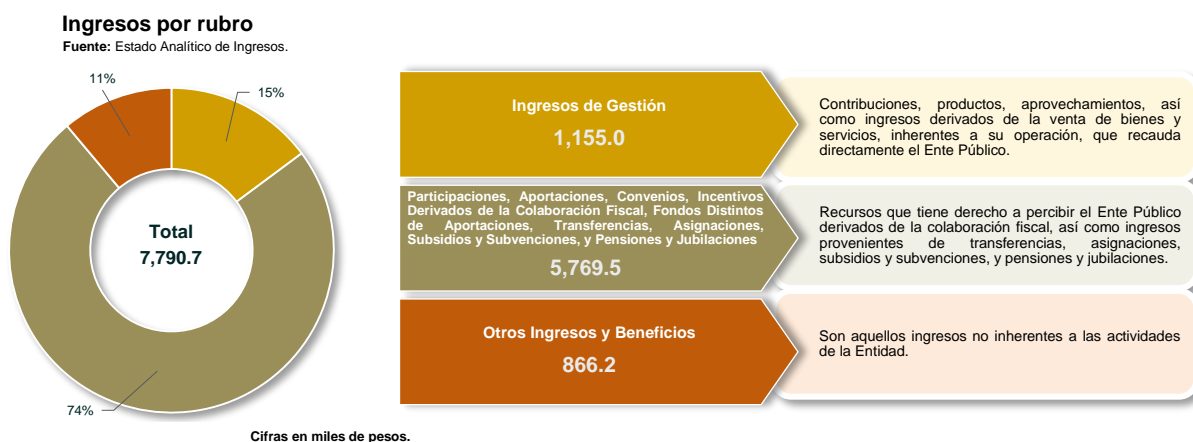 Ingresos por rubro
Fuente: Estado Analítico de Ingresos.
11%
15%
Total
7,790.7
74%
Ingresos de Gestión
1,155.0
Contribuciones, productos, aprovechamientos, así
como ingresos derivados de la venta de bienes y
servicios, inherentes a su operación, que recauda
directamente el Ente Público.
Participaciones, Aportaciones, Convenios, Incentivos
Derivados de la Colaboración Fiscal, Fondos Distintos
de Aportaciones, Transferencias, Asignaciones,
Subsidios y Subvenciones, y Pensiones y Jubilaciones
5,769.5
Recursos que tiene derecho a percibir el Ente Público
derivados de la colaboración fiscal, así como ingresos
provenientes de transferencias, asignaciones,
subsidios y subvenciones, y pensiones y jubilaciones.
Otros Ingresos y Beneficios
866.2
Son aquellos ingresos no inherentes a las actividades
de la Entidad.
Cifras en miles de pesos.